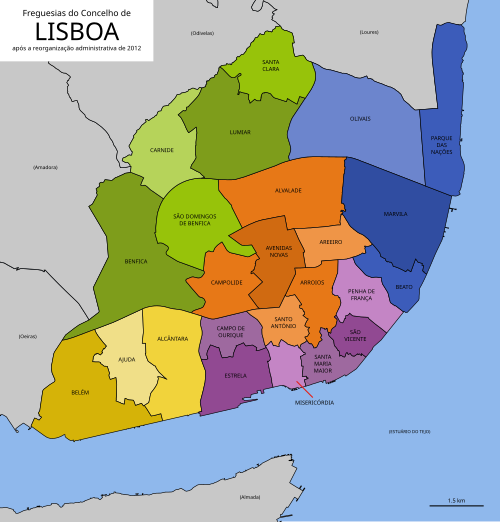 Freguesias do Concelho de
LISBOA
após a reorganização administrativa de 2012
(Odivelas)
(Loures)
SANTA
CLARA
LUMIAR
OLIVAIS
PARQUE
DAS
NAÇÕES
CARNIDE
(Amadora)
ALVALADE
MARVILA
SÃO DOMINGOS
DE BENFICA
AREEIRO
AVENIDAS
NOVAS
BENFICA
CAMPOLIDE
ARROIOS
BEATO
PENHA DE
FRANÇA
SANTO
ANTÓNIO
CAMPO DE
OURIQUE
SÃO
VICENTE
(Oeiras)
ALCÂNTARA
AJUDA
SANTA
MARIA
MAIOR
ESTRELA
BELÉM
MISERICÓRDIA
(ESTUÁRIO DO TEJO)
(Almada)
1.5 km